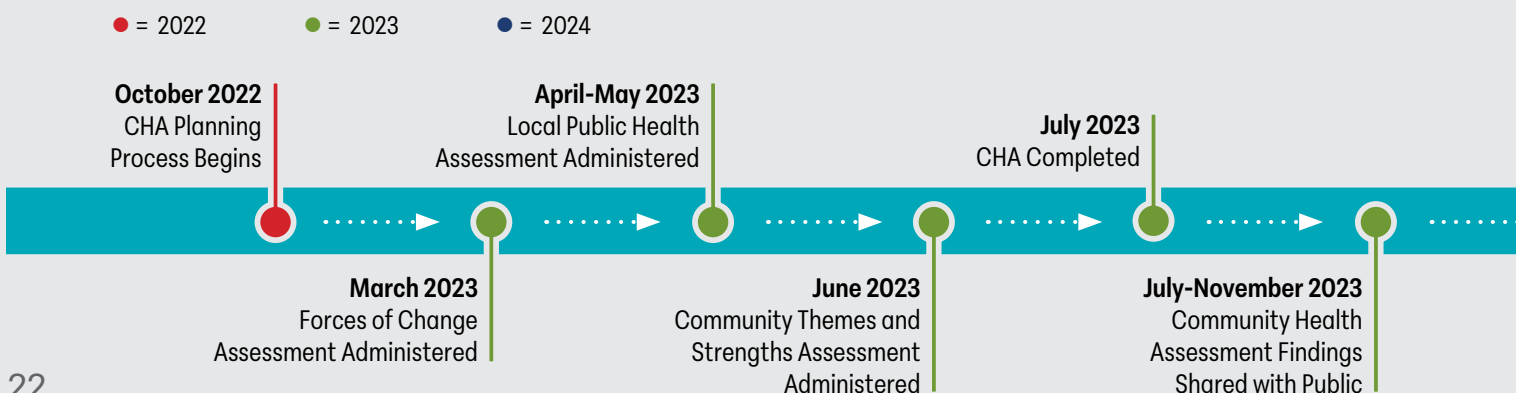 = 2022
= 2023
= 2024
October 2022
CHA Planning
Process Begins
March 2023
Forces of Change
Assessment Administered
April-May 2023
Local Public Health
Assessment Administered
June 2023
Community Themes and
Strengths Assessment
Administered
July 2023
CHA Completed
July-November 2023
Community Health
Assessment Findings
Shared with Public
22